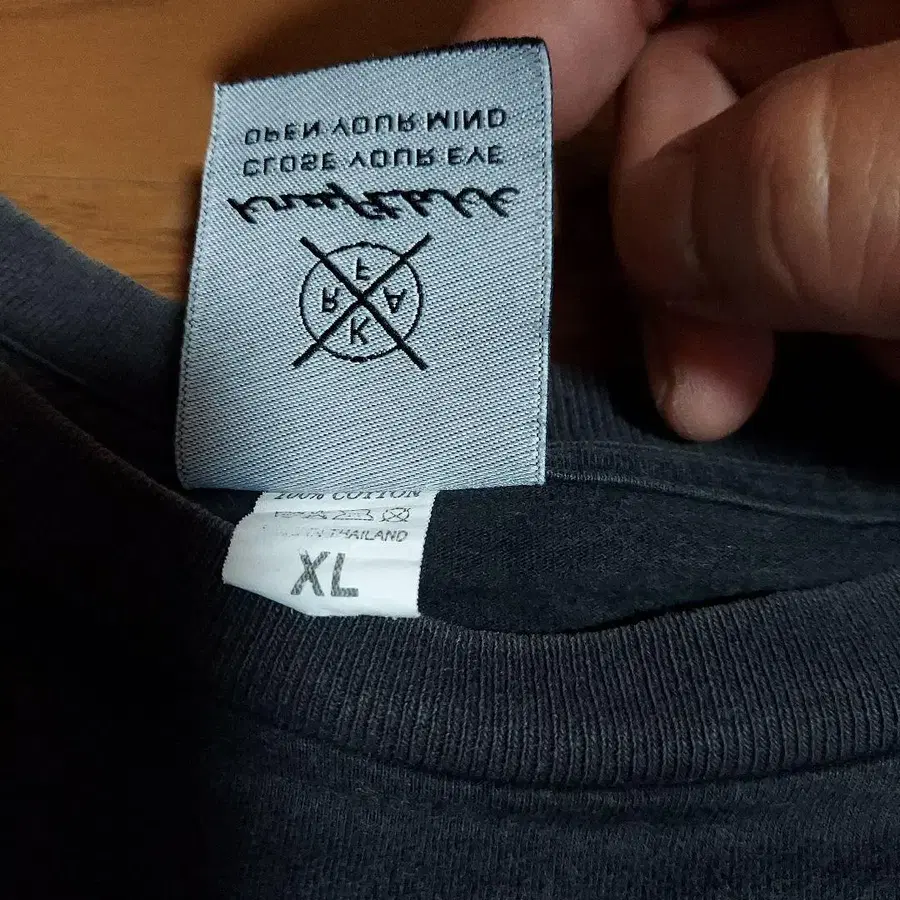 K
R A
F
CLOSE YOUR EYE
OPEN YOUR MIND
100% COTTON
IN THAILAND
XL